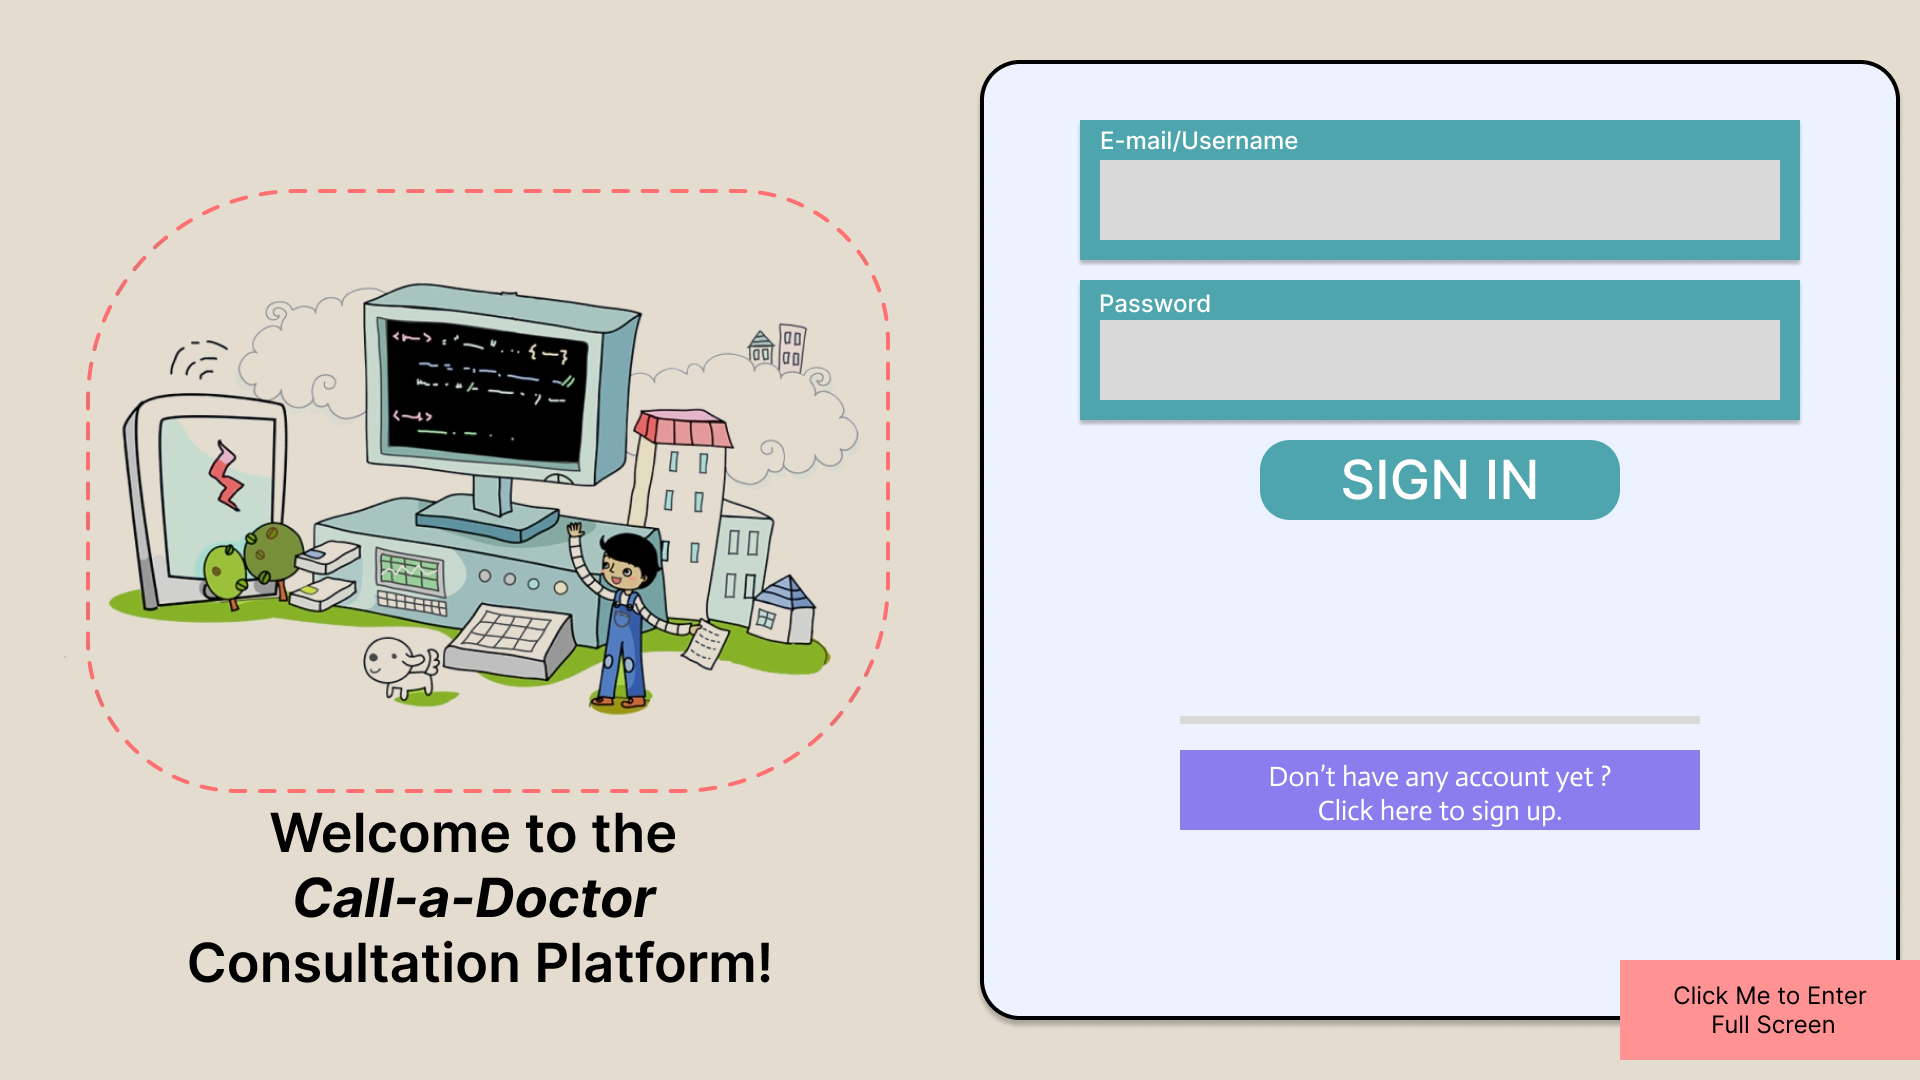 Welcome to the
Call-a-Doctor
Consultation Platform!
E-mail/Username
Password
SIGN IN
Don't have any account yet ?
Click here to sign up.
Click Me to Enter
Full Screen